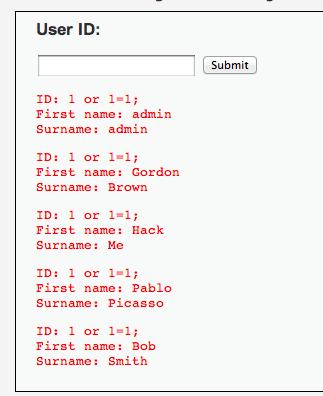 User ID:
Submit
ID: 1 or 1=1;
First name: admin
Surname: admin
ID: 1 or 1=1;
First name: Gordon
Surname: Brown
ID: 1 or 1=1;
First name: Hack
Surname: Me
ID: 1 or 1=1;
First name: Pablo
Surname: Picasso
ID: 1 or 1=1;
First name: Bob
Surname: Smith